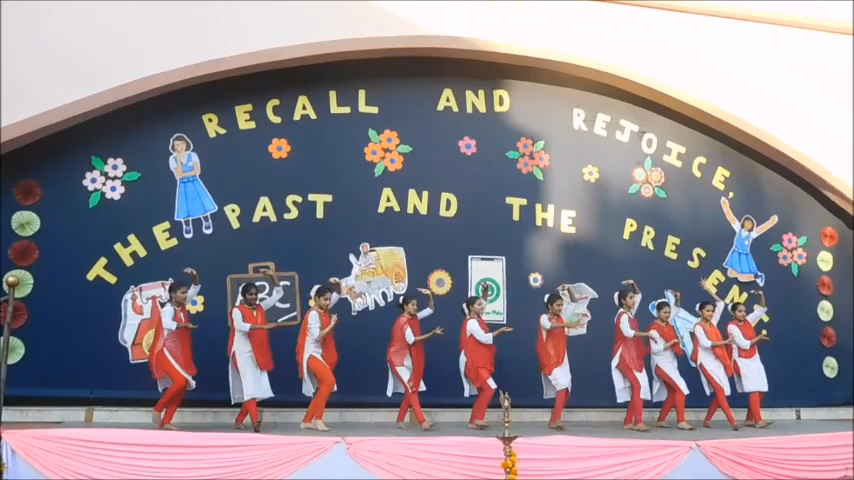 RECALL AND REJOICE,
THE PAST AND THE PRESENT